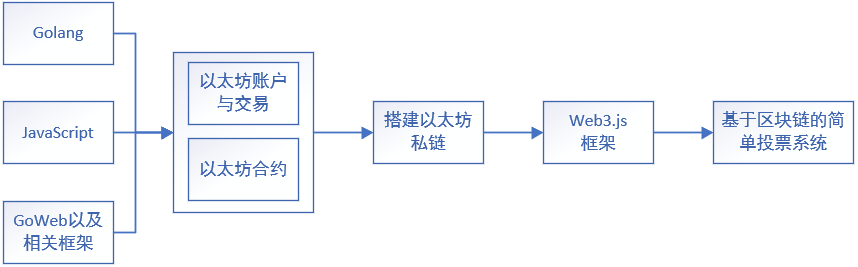 Golang
JavaScript
GoWeb以及
相关框架
以太坊账户
与交易
以太坊合约
搭建以太坊
私链
Web3.js
框架
基于区块链的简
单投票系统